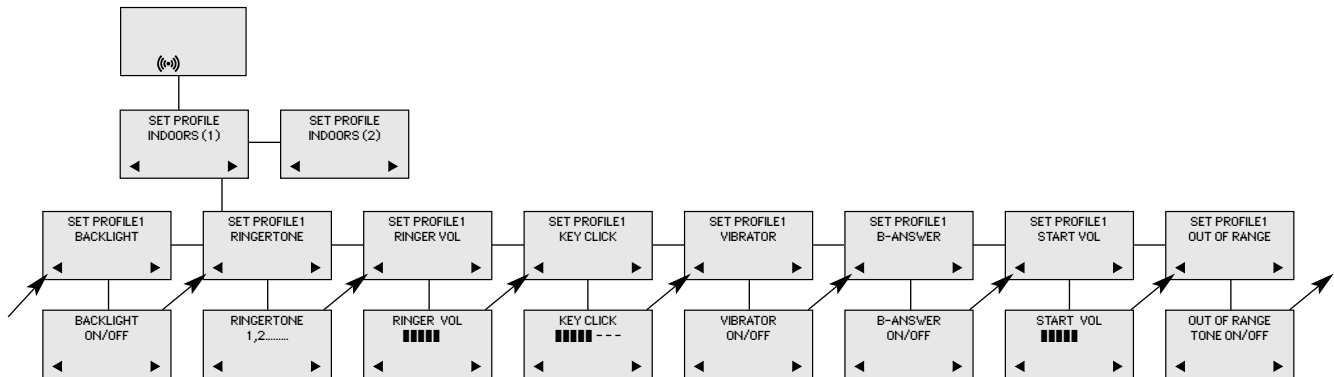 SET PROFILE
INDOORS (1)
SET PROFILE
INDOORS (2)
SET PROFILE1
BACKLIGHT
SET PROFILE1
RINGERTONE
SET PROFILE1
RINGER VOL
SET PROFILE1
KEY CLICK
SET PROFILE1
VIBRATOR
SET PROFILE1
B-ANSWER
SET PROFILE1
START VOL
SET PROFILE1
OUT OF RANGE
BACKLIGHT
ON/OFF
RINGERTONE
1,2.........
RINGER VOL
KEY CLICK
---
VIBRATOR
ON/OFF
B-ANSWER
ON/OFF
START VOL
OUT OF RANGE
TONE ON/OFF